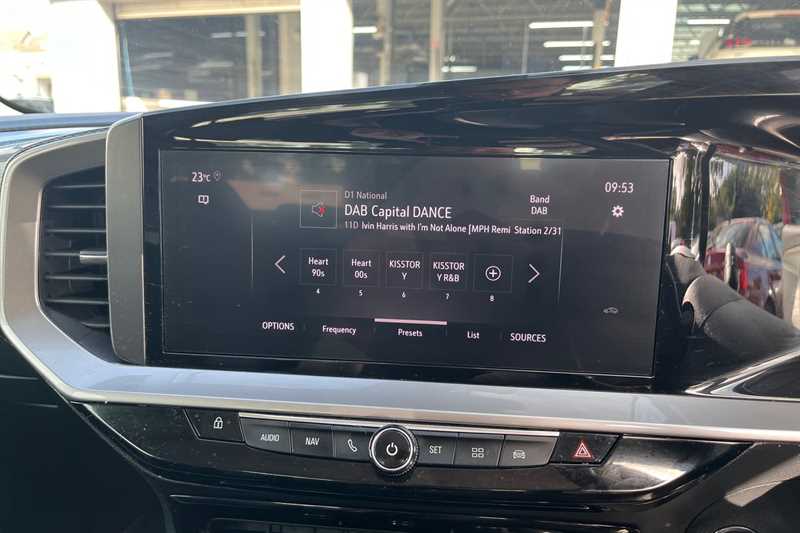 23°C
09:53
D1 National
DAB Capital DANCE
11D lvin Harris with I'm Not Alone [MPH Remi
Band
DAB
Station 2/31
Heart
90s
4
Heart
00s
5
KISSTOR
Y
6
KISSTOR
Y R&B
7
8
OPTIONS
Frequency
Presets
List
SOURCES
AUDIO
NAV
SET